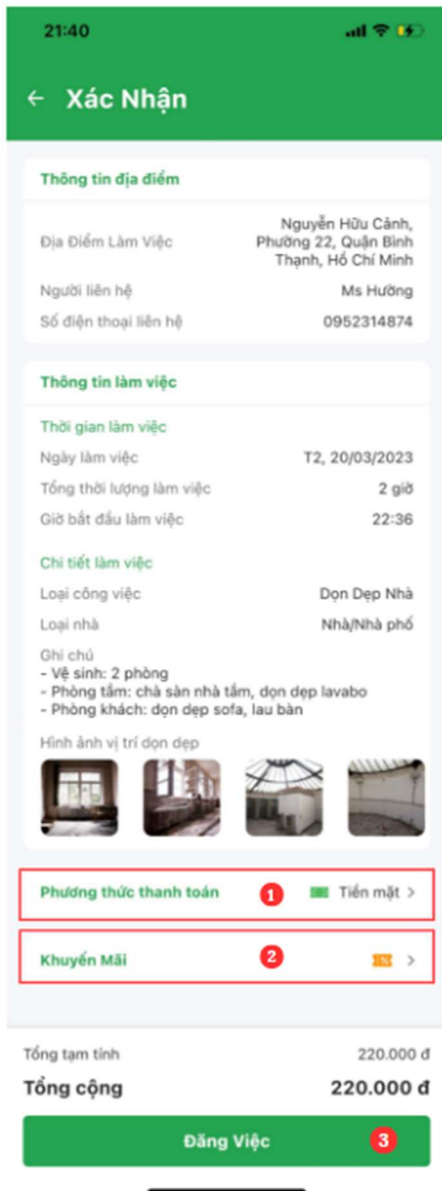 21:40
Xác Nhận
Thông tin địa điểm
Địa Điểm Làm Việc
Nguyễn Hữu Cảnh,
Phường 22, Quận Bình
Thạnh, Hồ Chí Minh
Người liên hệ Ms Hường
Số điện thoại liên hệ 0952314874
Thông tin làm việc
Thời gian làm việc
Ngày làm việc T2, 20/03/2023
Tổng thời lượng làm việc 2 giờ
Giờ bắt đầu làm việc 22:36
Chi tiết làm việc
Loại công việc Dọn Dẹp Nhà
Loại nhà Nhà/Nhà phố
Ghi chú
- Vệ sinh: 2 phòng
- Phòng tắm: chà sàn nhà tắm, dọn dẹp lavabo
- Phòng khách: dọn dẹp sofa, lau bàn
Hình ảnh vị trí dọn dẹp
Phương thức thanh toán 1 Tiền mặt >
Khuyến Mãi 2 >
Tổng tạm tính 220.000 đ
Tổng cộng 220.000 đ
Đăng Việc 3